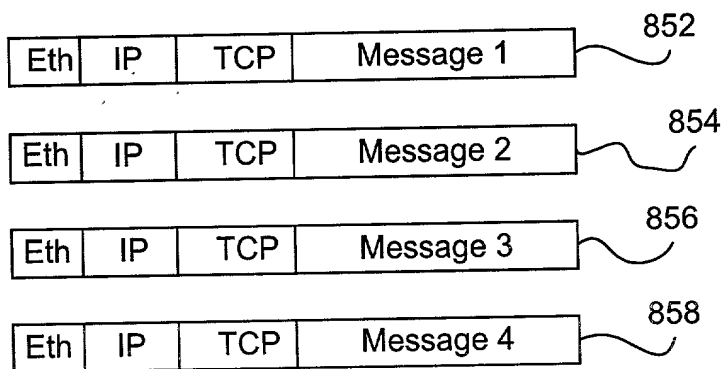 852
Eth IP TCP Message 1
854
Eth IP TCP Message 2
856
Eth IP TCP Message 3
858
Eth IP TCP Message 4